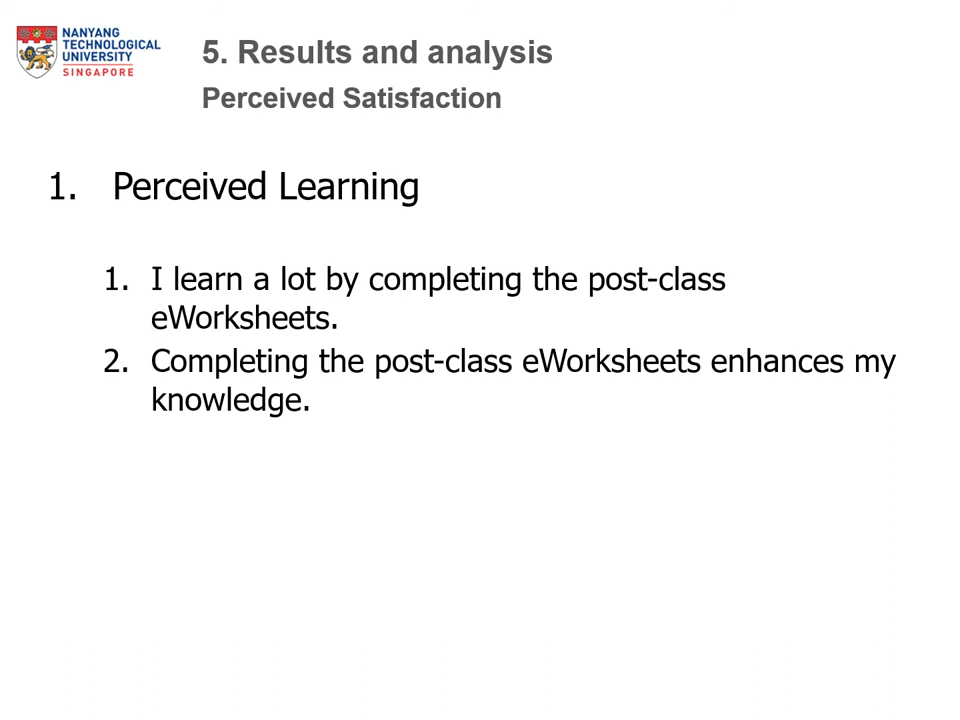 NANYANG
TECHNOLOGICAL
UNIVERSITY
SINGAPORE
5. Results and analysis
Perceived Satisfaction
1. Perceived Learning
1. I learn a lot by completing the post-class
eWorksheets.
2. Completing the post-class eWorksheets enhances my
knowledge.